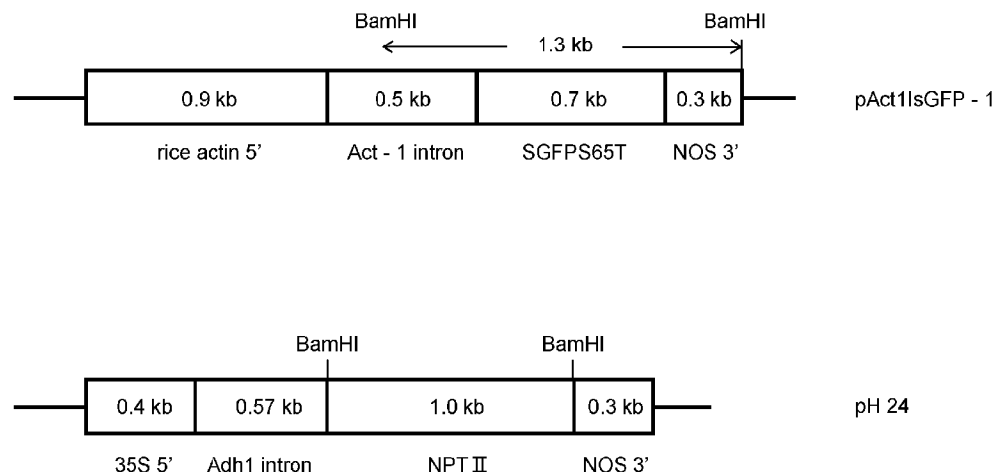 BamHI BamHI
1.3 kb
0.9 kb 0.5 kb 0.7 kb 0.3 kb pAct1IsGFP - 1
rice actin 5’ Act - 1 intron SGFPS65T NOS 3’
BamHI BamHI
0.4 kb 0.57 kb 1.0 kb 0.3 kb pH 24
35S 5’ Adh1 intron NPT II NOS 3’